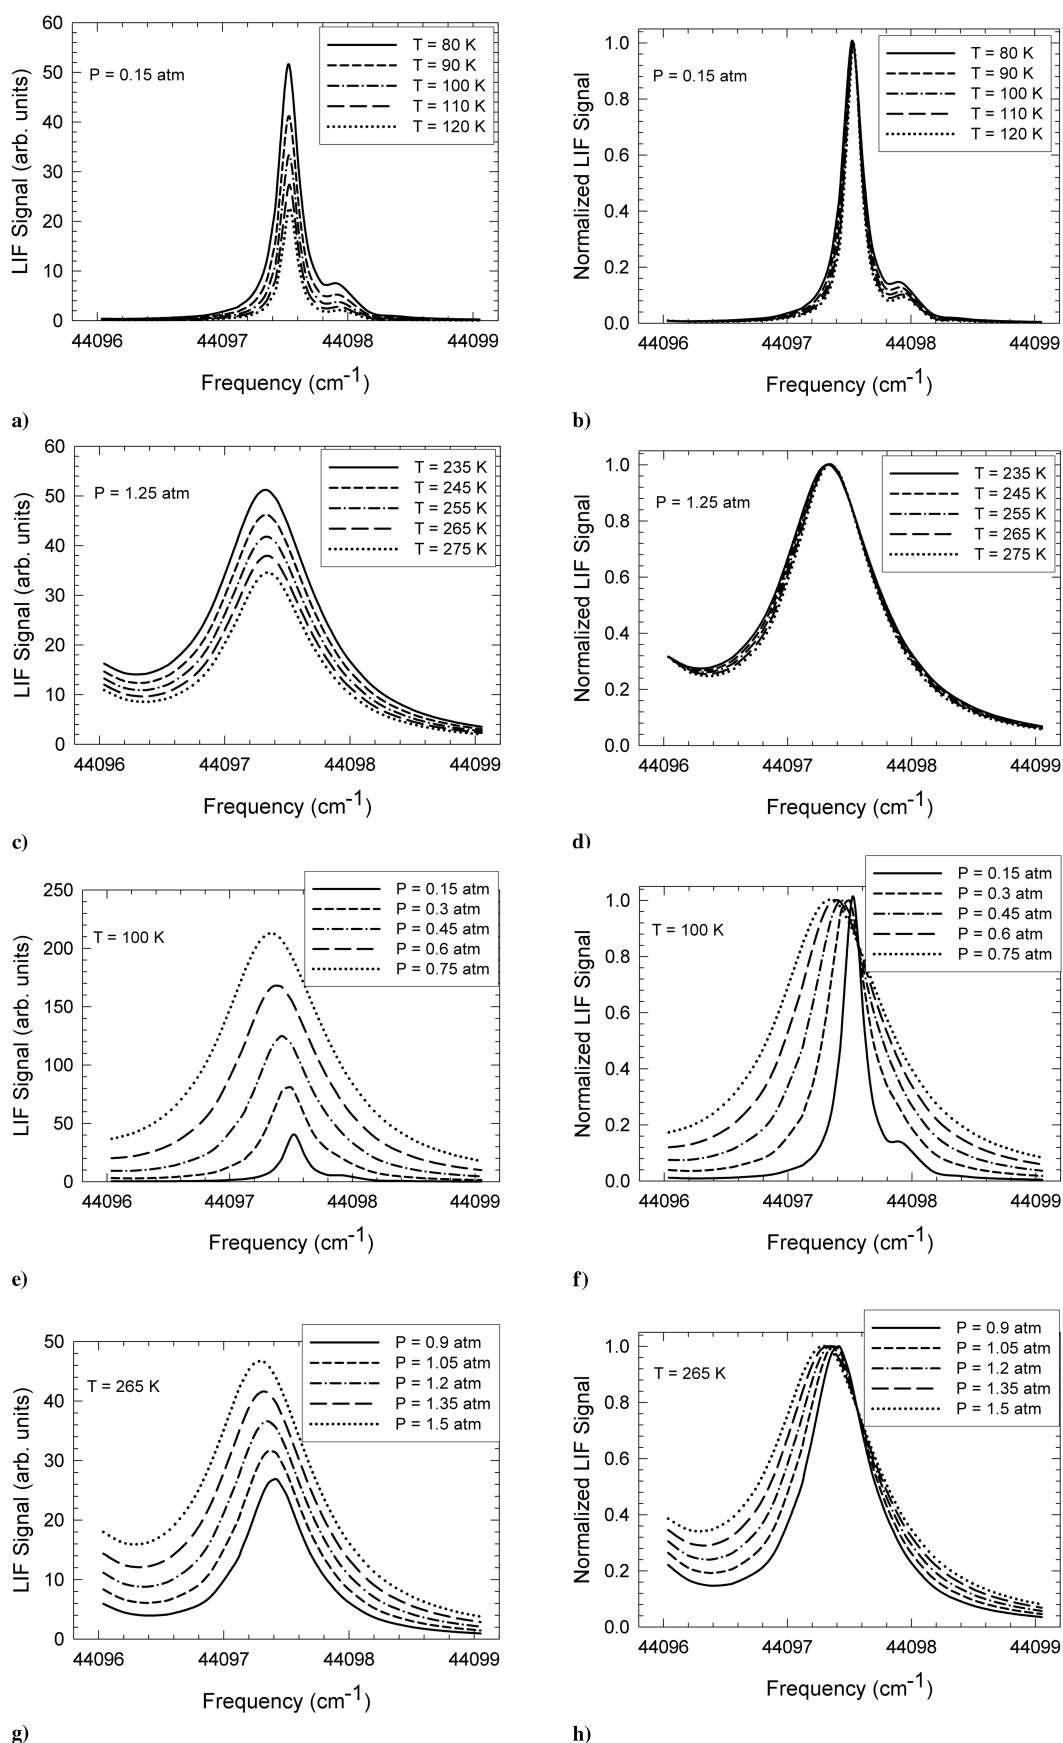 60
50
40
30
20
10
0
LIF Signal (arb. units)
P = 0.15 atm
T = 80 K
T = 90 K
T = 100 K
T = 110 K
T = 120 K
44096 44097 44098 44099
Frequency (cm-1)
a)
1.0
0.8
0.6
0.4
0.2
0.0
Normalized LIF Signal
P = 0.15 atm
T = 80 K
T = 90 K
T = 100 K
T = 110 K
T = 120 K
44096 44097 44098 44099
Frequency (cm-1)
b)
60
50
40
30
20
10
0
LIF Signal (arb. units)
P = 1.25 atm
T = 235 K
T = 245 K
T = 255 K
T = 265 K
T = 275 K
44096 44097 44098 44099
Frequency (cm-1)
c)
1.0
0.8
0.6
0.4
0.2
0.0
Normalized LIF Signal
P = 1.25 atm
T = 235 K
T = 245 K
T = 255 K
T = 265 K
T = 275 K
44096 44097 44098 44099
Frequency (cm-1)
d)
250
200
150
100
50
0
LIF Signal (arb. units)
T = 100 K
P = 0.15 atm
P = 0.3 atm
P = 0.45 atm
P = 0.6 atm
P = 0.75 atm
44096 44097 44098 44099
Frequency (cm-1)
e)
1.0
0.8
0.6
0.4
0.2
0.0
Normalized LIF Signal
T = 100 K
P = 0.15 atm
P = 0.3 atm
P = 0.45 atm
P = 0.6 atm
P = 0.75 atm
44096 44097 44098 44099
Frequency (cm-1)
f)
50
40
30
20
10
0
LIF Signal (arb. units)
T = 265 K
P = 0.9 atm
P = 1.05 atm
P = 1.2 atm
P = 1.35 atm
P = 1.5 atm
44096 44097 44098 44099
Frequency (cm-1)
g)
1.0
0.8
0.6
0.4
0.2
0.0
Normalized LIF Signal
T = 265 K
P = 0.9 atm
P = 1.05 atm
P = 1.2 atm
P = 1.35 atm
P = 1.5 atm
44096 44097 44098 44099
Frequency (cm-1)
h)